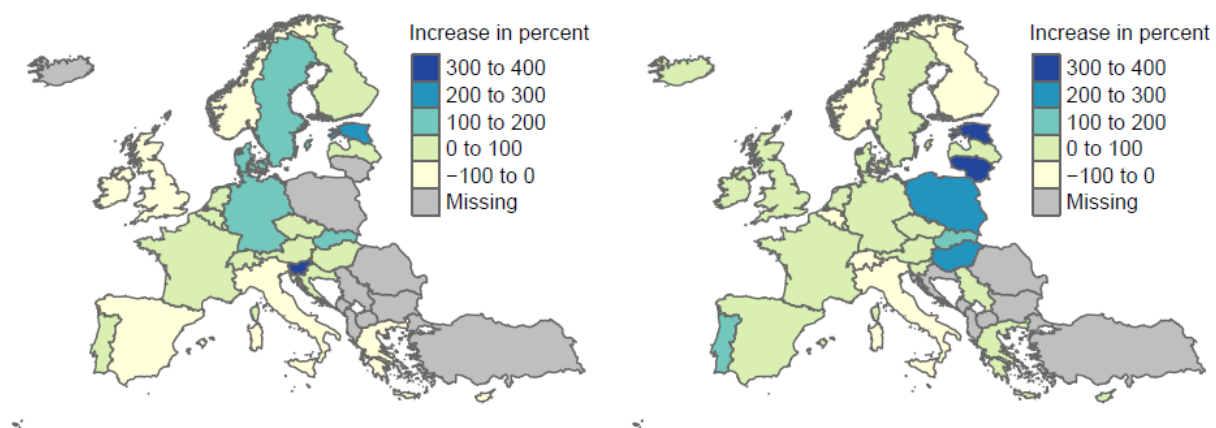 Increase in percent
300 to 400
200 to 300
100 to 200
0 to 100
−100 to 0
Missing
Increase in percent
300 to 400
200 to 300
100 to 200
0 to 100
−100 to 0
Missing